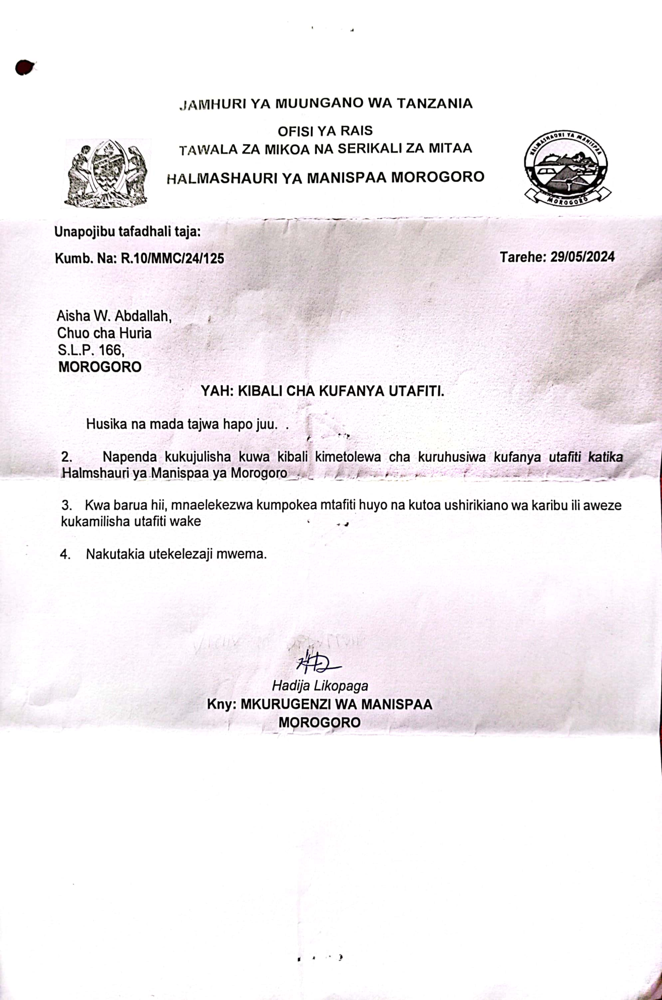 JAMHURI YA MUUNGANO WA TANZANIA
OFISI YA RAIS
TAWALA ZA MIKOA NA SERIKALI ZA MITAA
HALMASHAURI YA MANISPAA MOROGORO
HALMASHAURI YA MANISPAA
MOROGORO
Unapojibu tafadhali taja:
Kumb. Na: R.10/MMC/24/125
Tarehe: 29/05/2024
Aisha W. Abdallah,
Chuo cha Huria
S.L.P. 166,
MOROGORO
YAH: KIBALI CHA KUFANYA UTAFITI.
Husika na mada tajwa hapo juu. .
2. Napenda kukujulisha kuwa kibali kimetolewa cha kuruhusiwa kufanya utafiti katika
Halmshauri ya Manispaa ya Morogoro
3. Kwa barua hii, mnaelekezwa kumpokea mtafiti huyo na kutoa ushirikiano wa karibu ili aweze
kukamilisha utafiti wake
4. Nakutakia utekelezaji mwema.
Hadija Likopaga
Kny: MKURUGENZI WA MANISPAA
MOROGORO